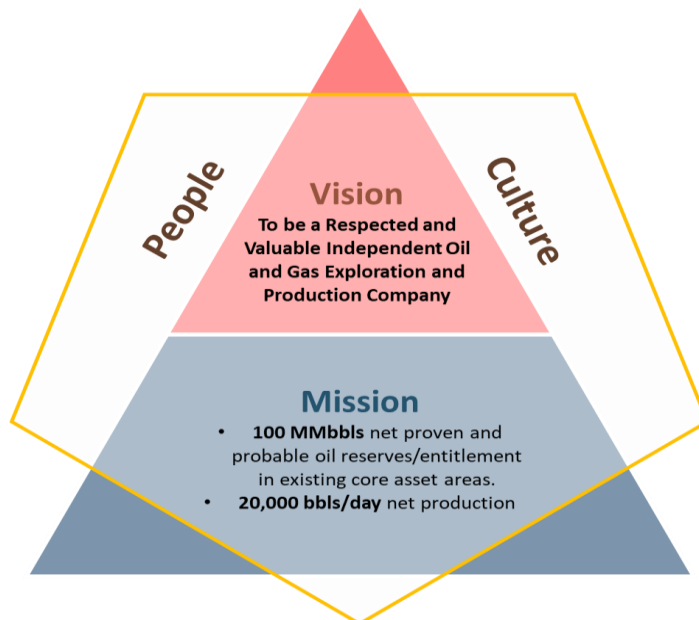 People
Culture
Vision
To be a Respected and
Valuable Independent Oil
and Gas Exploration and
Production Company
Mission
• 100 MMbbls net proven and
probable oil reserves/entitlement
in existing core asset areas.
• 20,000 bbls/day net production